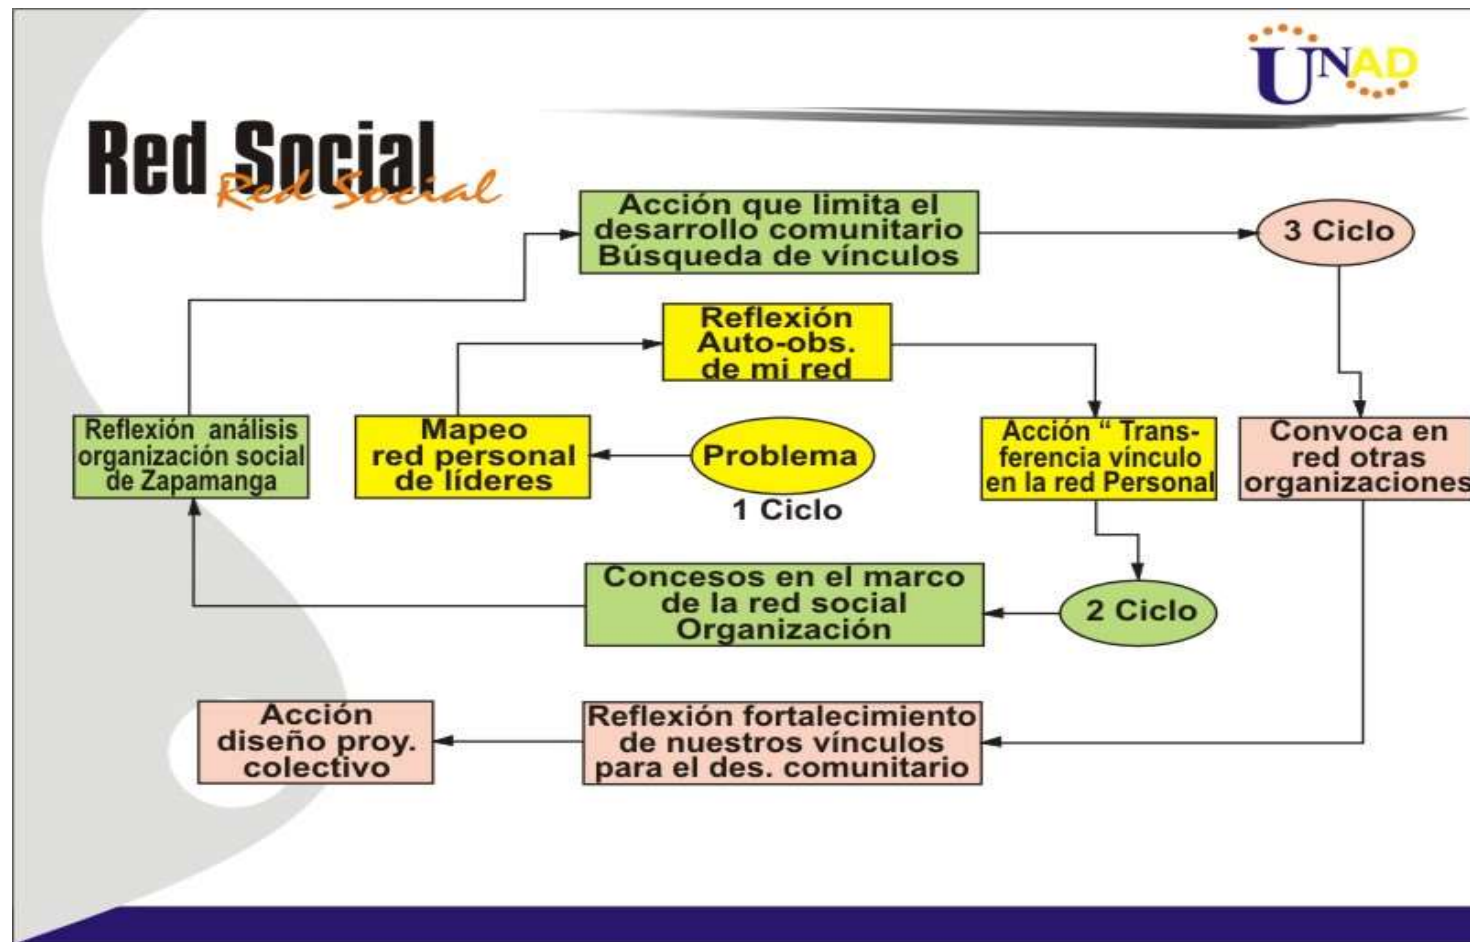 UNAD
Red Social
Red Social
Acción que limita el
desarrollo comunitario
Búsqueda de vínculos
3 Ciclo
Reflexión
Auto-obs.
de mi red
Reflexión análisis
organización social
de Zapamanga
Mapeo
red personal
de líderes
Problema
1 Ciclo
Acción “ Trans-
ferencia vínculo
en la red Personal
Convoca en
red otras
organizaciones
Concesos en el marco
de la red social
Organización
2 Ciclo
Acción
diseño proy.
colectivo
Reflexión fortalecimiento
de nuestros vínculos
para el des. comunitario